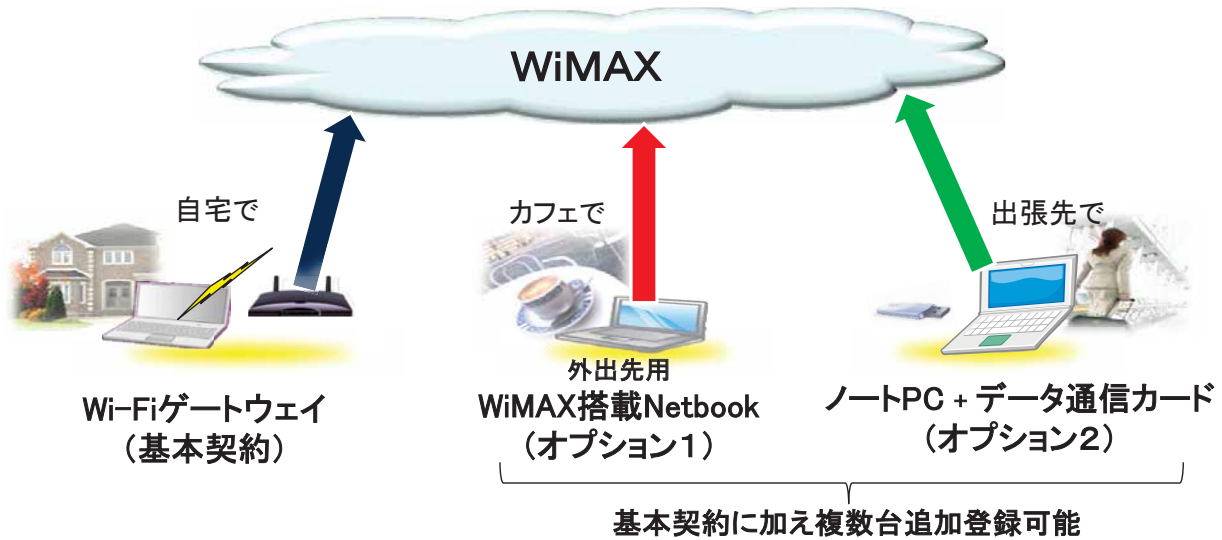 WiMAX
自宅で
カフェで
出張先で
Wi-Fiゲートウェイ
（基本契約）
外出先用
WiMAX搭載Netbook
（オプション１）
ノートPC + データ通信カード
（オプション２）
基本契約に加え複数台追加登録可能